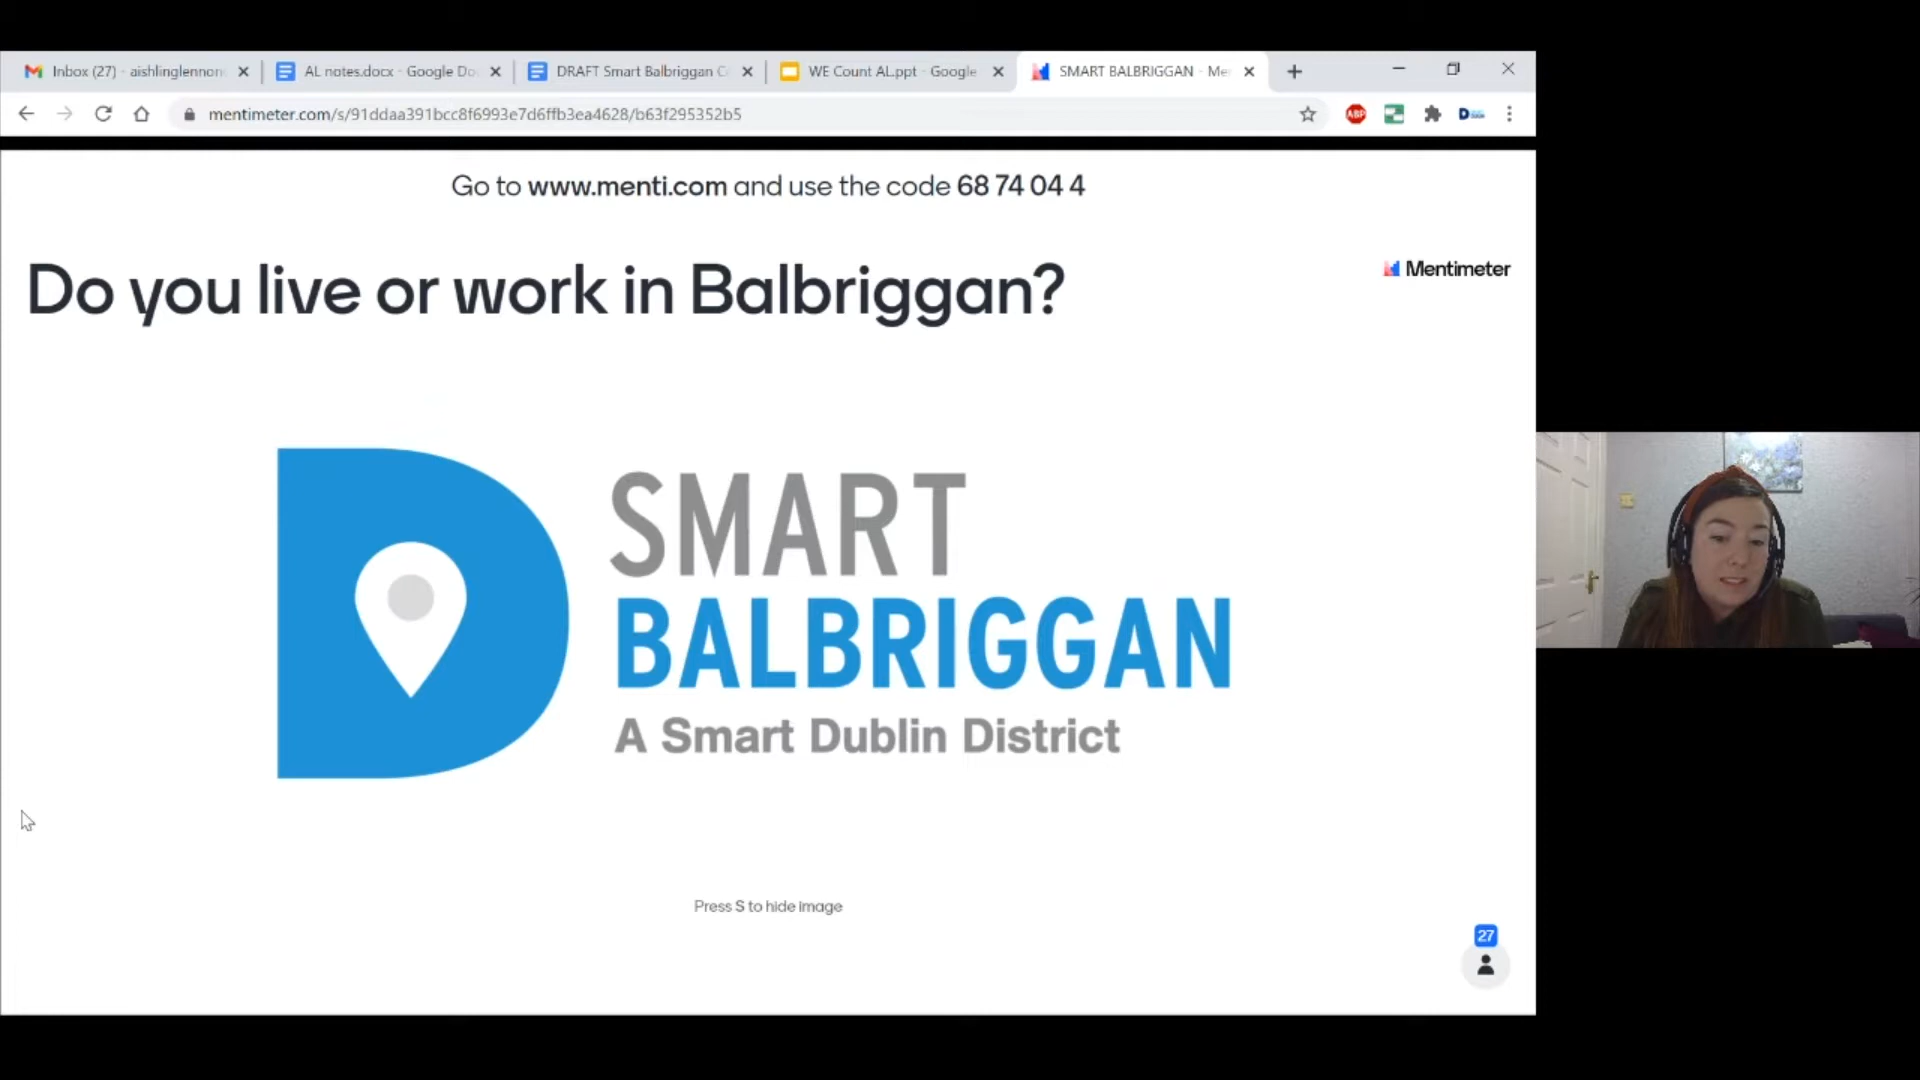 Inbox (27) - aishlinglennon
AL notes.docx - Google Do
DRAFT Smart Balbriggan C
WE Count AL.ppt - Google
SMART BALBRIGGAN - Me
mentimeter.com/s/91ddaa391bcc8f6993e7d6ffb3ea4628/b63f295352b5
ABP
Go to www.menti.com and use the code 68 74 04 4
Do you live or work in Balbriggan?
Mentimeter
SMART
BALBRIGGAN
A Smart Dublin District
Press S to hide image
27